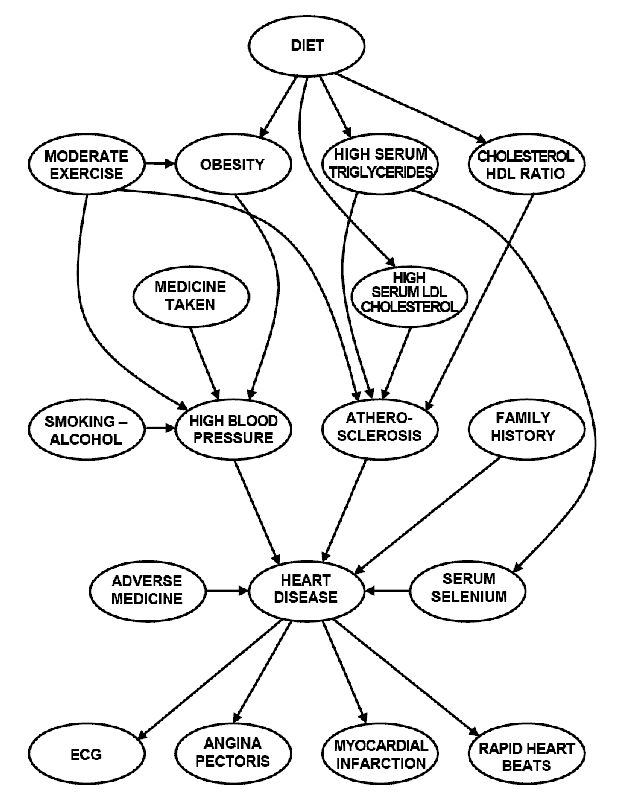 DIET
MODERATE
EXERCISE
OBESITY
HIGH SERUM
TRIGLYCERIDES
CHOLESTEROL
HDL RATIO
MEDICINE
TAKEN
HIGH
SERUM LDL
CHOLESTEROL
SMOKING –
ALCOHOL
HIGH BLOOD
PRESSURE
ATHERO-
SCLEROSIS
FAMILY
HISTORY
ADVERSE
MEDICINE
HEART
DISEASE
SERUM
SELENIUM
ECG
ANGINA
PECTORIS
MYOCARDIAL
INFARCTION
RAPID HEART
BEATS